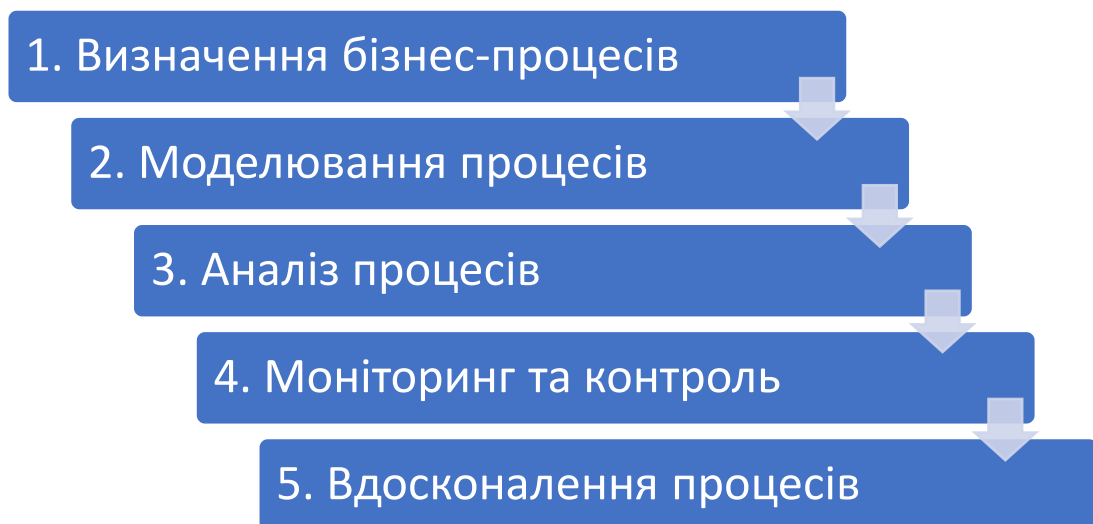 1. Визначення бізнес-процесів
2. Моделювання процесів
3. Аналіз процесів
4. Моніторинг та контроль
5. Вдосконалення процесів